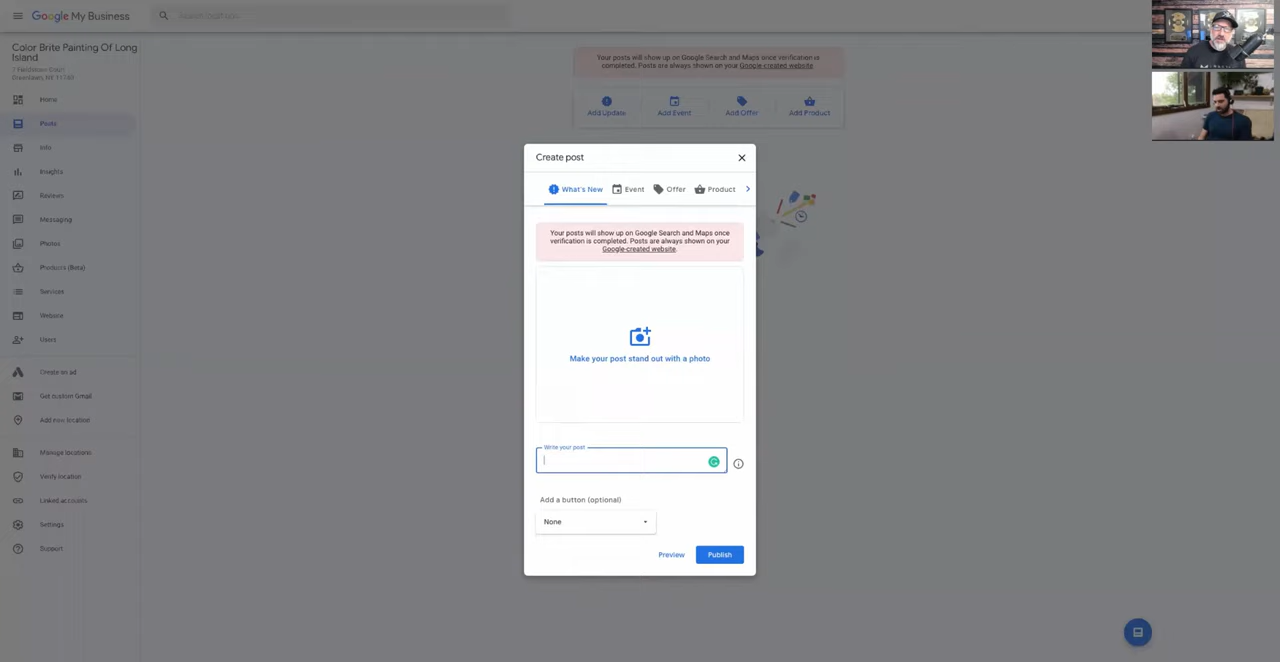 Google My Business
Color Brite Painting Of Long
Island
Home
Posts
Info
Insights
Reviews
Messaging
Photos
Products (Beta)
Services
Website
Users
Create an ad
Get custom Gmail
Add new location
Manage locations
Verify location
Linked accounts
Settings
Support
Your posts will show up on Google Search and Maps once verification is
completed. Posts are always shown on your Google-created website.
Add Update
Add Event
Add Offer
Add Product
Create post
What's New
Event
Offer
Product
Your posts will show up on Google Search and Maps once
verification is completed. Posts are always shown on your
Google-created website.
Make your post stand out with a photo
Write your post
Add a button (optional)
None
Preview
Publish